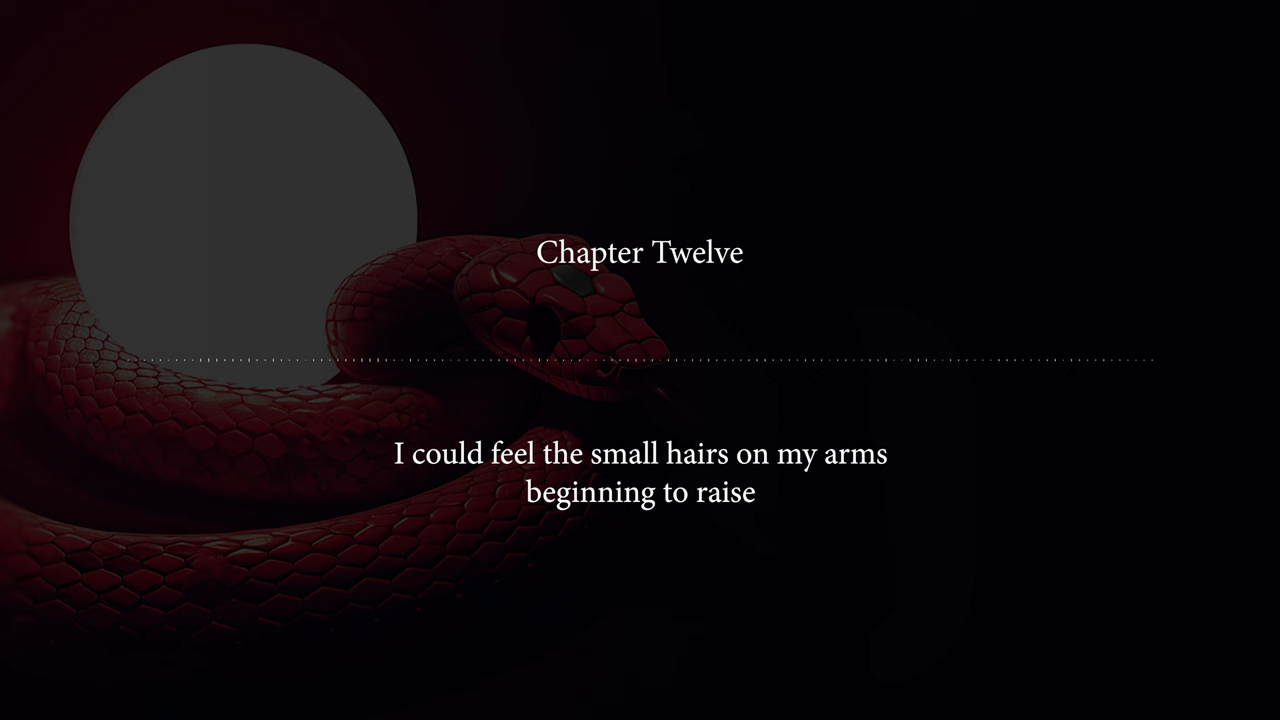 Chapter Twelve
I could feel the small hairs on my arms
beginning to raise